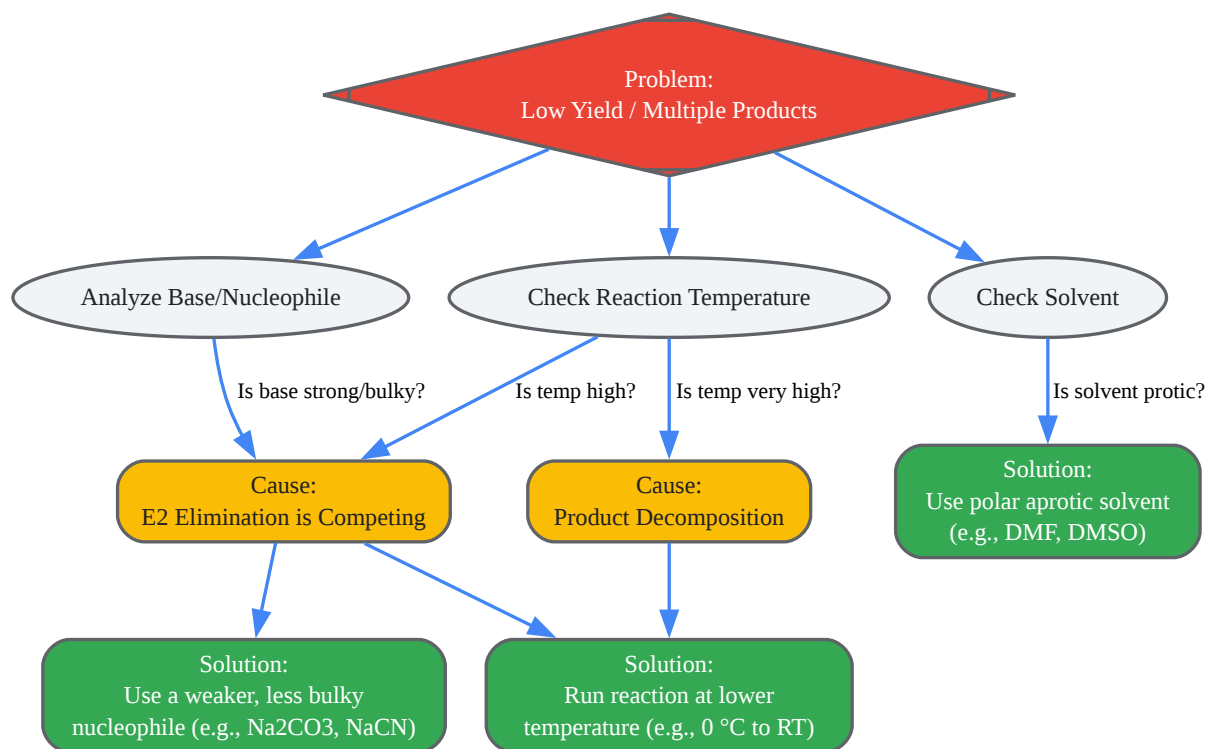 Problem:
Low Yield / Multiple Products
Analyze Base/Nucleophile
Check Reaction Temperature
Check Solvent
Is base strong/bulky?
Is temp high?
Is temp very high?
Is solvent protic?
Cause:
E2 Elimination is Competing
Cause:
Product Decomposition
Solution:
Use polar aprotic solvent
(e.g., DMF, DMSO)
Solution:
Use a weaker, less bulky
nucleophile (e.g., Na2CO3, NaCN)
Solution:
Run reaction at lower
temperature (e.g., 0 °C to RT)